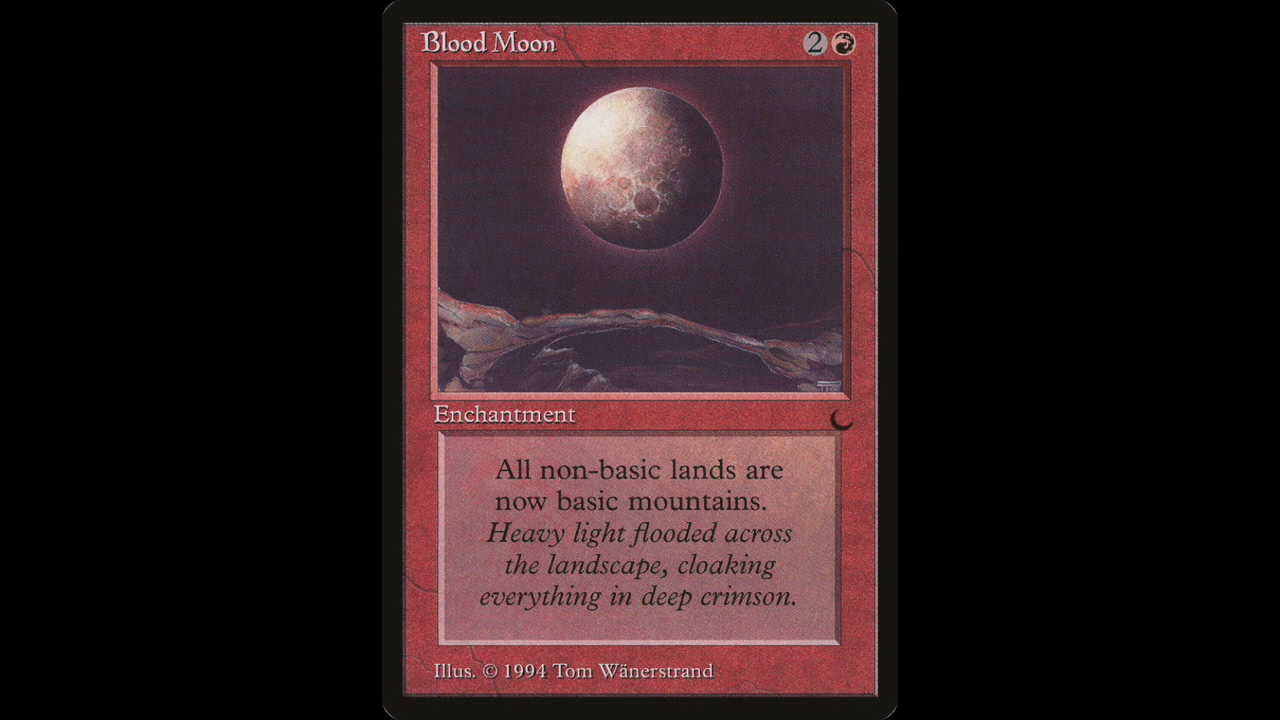 Blood Moon 2
Enchantment
All non-basic lands are
now basic mountains.
Heavy light flooded across
the landscape, cloaking
everything in deep crimson.
Illus. © 1994 Tom Wänerstrand